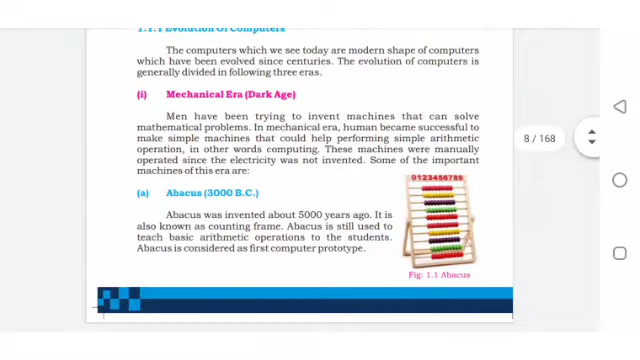 1.1.1 Evolution Of Computers
The computers which we see today are modern shape of computers
which have been evolved since centuries. The evolution of computers is
generally divided in following three eras.
(i) Mechanical Era (Dark Age)
Men have been trying to invent machines that can solve
mathematical problems. In mechanical era, human became successful to
make simple machines that could help performing simple arithmetic
operation, in other words computing. These machines were manually
operated since the electricity was not invented. Some of the important
machines of this era are:
(a) Abacus (3000 B.C.)
Abacus was invented about 5000 years ago. It is
also known as counting frame. Abacus is still used to
teach basic arithmetic operations to the students.
Abacus is considered as first computer prototype.
0123456789
Fig: 1.1 Abacus
8 / 168